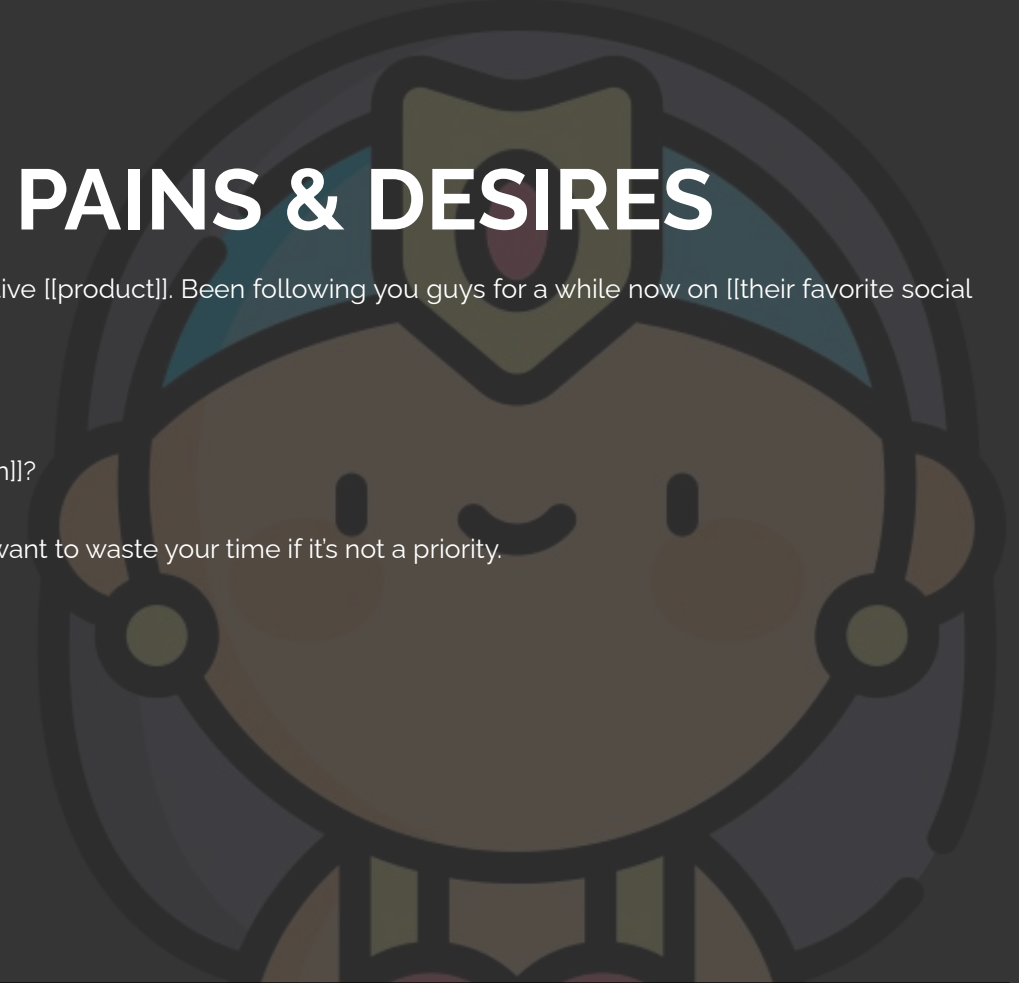 PAINS & DESIRES
ive [[product]]. Been following you guys for a while now on [[their favorite social
]]?
want to waste your time if it’s not a priority.